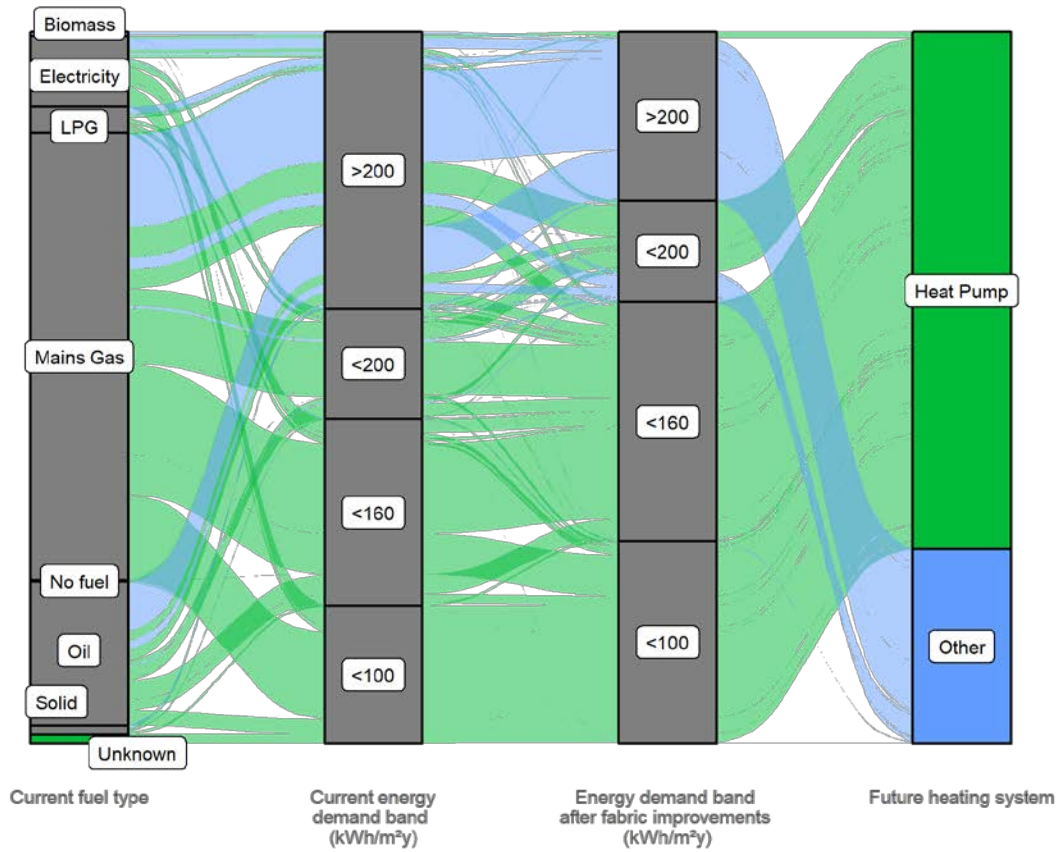 Biomass
Electricity
LPG
Mains Gas
No fuel
Oil
Solid
Unknown
>200
<200
<160
<100
>200
<200
<160
<100
Heat Pump
Other
Current fuel type
Current energy
demand band
(kWh/m²y)
Energy demand band
after fabric improvements
(kWh/m²y)
Future heating system